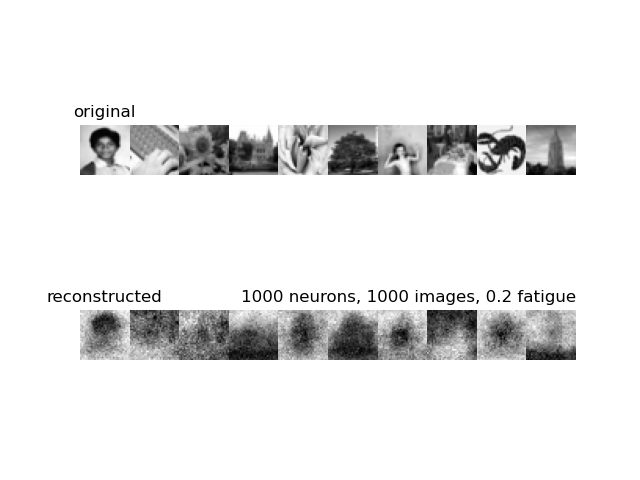 original
reconstructed
1000 neurons, 1000 images, 0.2 fatigue